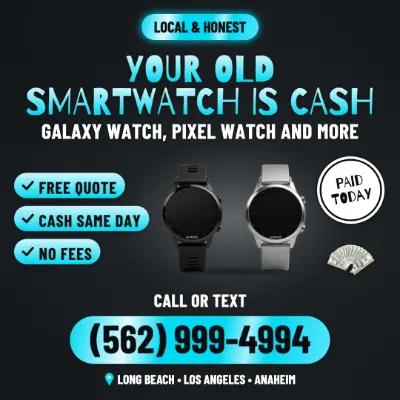 LOCAL & HONEST
YOUR OLD
SMARTWATCH IS CASH
GALAXY WATCH, PIXEL WATCH AND MORE
FREE QUOTE
CASH SAME DAY
NO FEES
PAID
TODAY
CALL OR TEXT
(562) 999-4994
LONG BEACH • LOS ANGELES • ANAHEIM